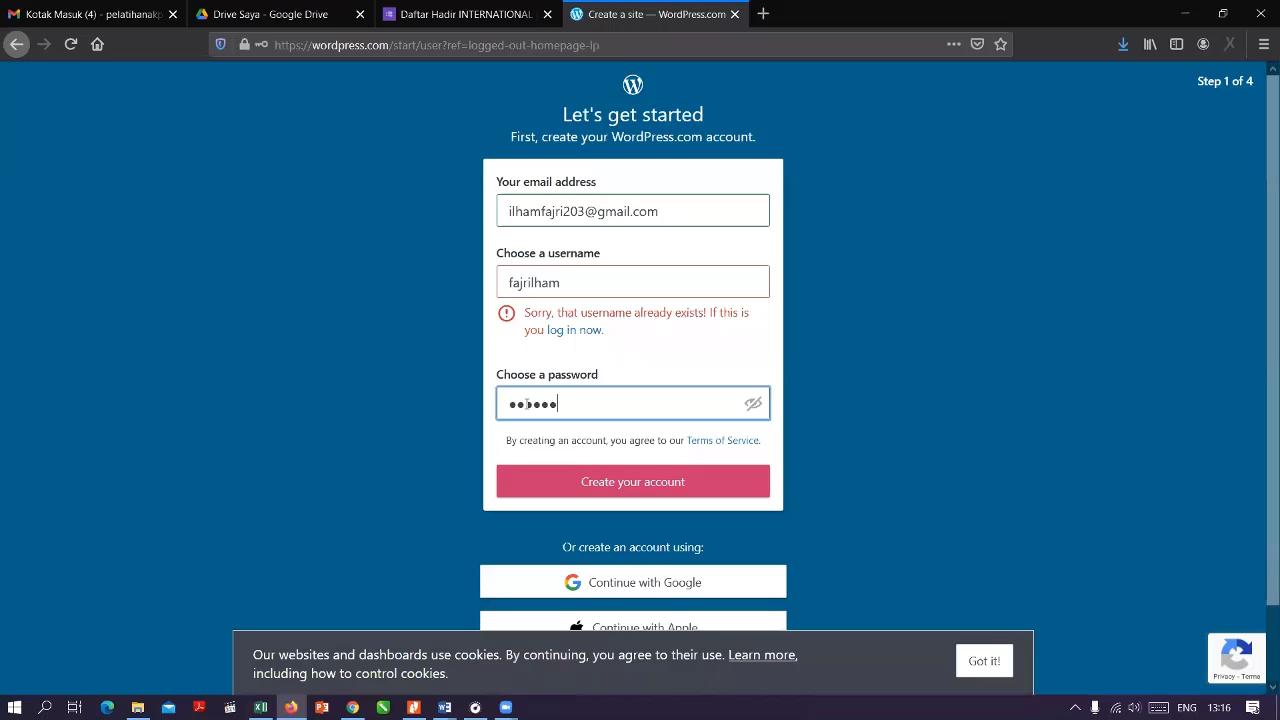 Kotak Masuk (4) - pelatihanakp
Drive Saya - Google Drive
Daftar Hadir INTERNATIONAL
Create a site — WordPress.com
https://wordpress.com/start/user?ref=logged-out-homepage-lp
Step 1 of 4
Let's get started
First, create your WordPress.com account.
Your email address
ilhamfajri203@gmail.com
Choose a username
fajrilham
Sorry, that username already exists! If this is
you log in now.
Choose a password
By creating an account, you agree to our Terms of Service.
Create your account
Or create an account using:
Continue with Google
Continue with Apple
Our websites and dashboards use cookies. By continuing, you agree to their use. Learn more,
including how to control cookies.
Got it!
Privacy - Terms
ENG
13:16